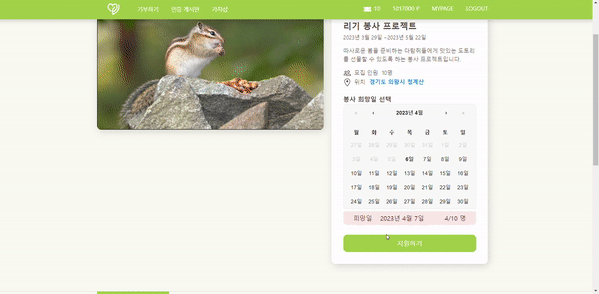 기부하기 인증 게시판 가챠샵
10 5217000 P MYPAGE LOGOUT
리기 봉사 프로젝트
2023년 3월 29일 ~2023년 5월 22일
따사로운 봄을 준비하는 다람쥐들에게 맛있는 도토리
를 선물할 수 있도록 하는 봉사 프로젝트입니다.
모집 인원 10명
위치 경기도 의왕시 청계산
봉사 희망일 선택
« ‹ 2023년 4월 › »
월 화 수 목 금 토 일
27일 28일 29일 30일 31일 1일 2일
3일 4일 5일 6일 7일 8일 9일
10일 11일 12일 13일 14일 15일 16일
17일 18일 19일 20일 21일 22일 23일
24일 25일 26일 27일 28일 29일 30일
희망일 2023년 4월 7일 4/10 명
지원하기